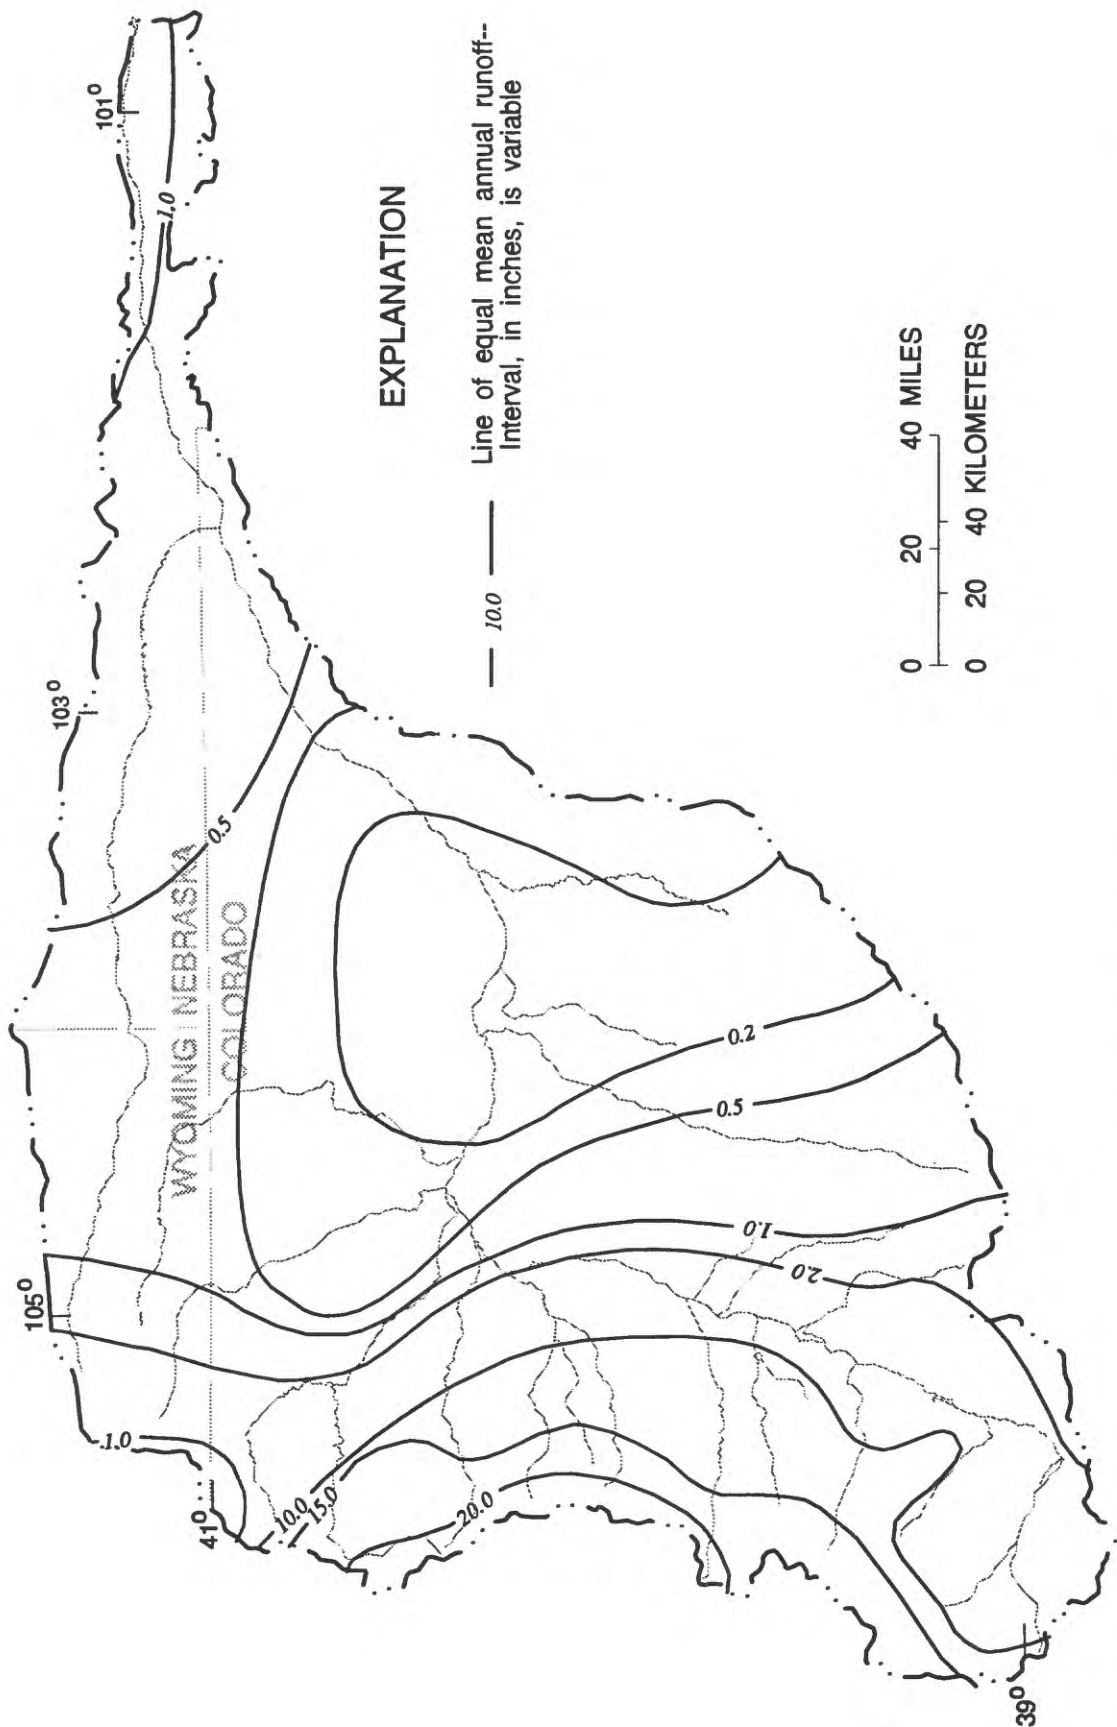 105°
103°
101°
41°
39°
WYOMING
NEBRASKA
COLORADO
1.0
0.5
1.0
10.0
15.0
20.0
2.0
1.0
0.5
0.2
EXPLANATION
10.0
Line of equal mean annual runoff--
Interval, in inches, is variable
0 20 40 MILES
0 20 40 KILOMETERS